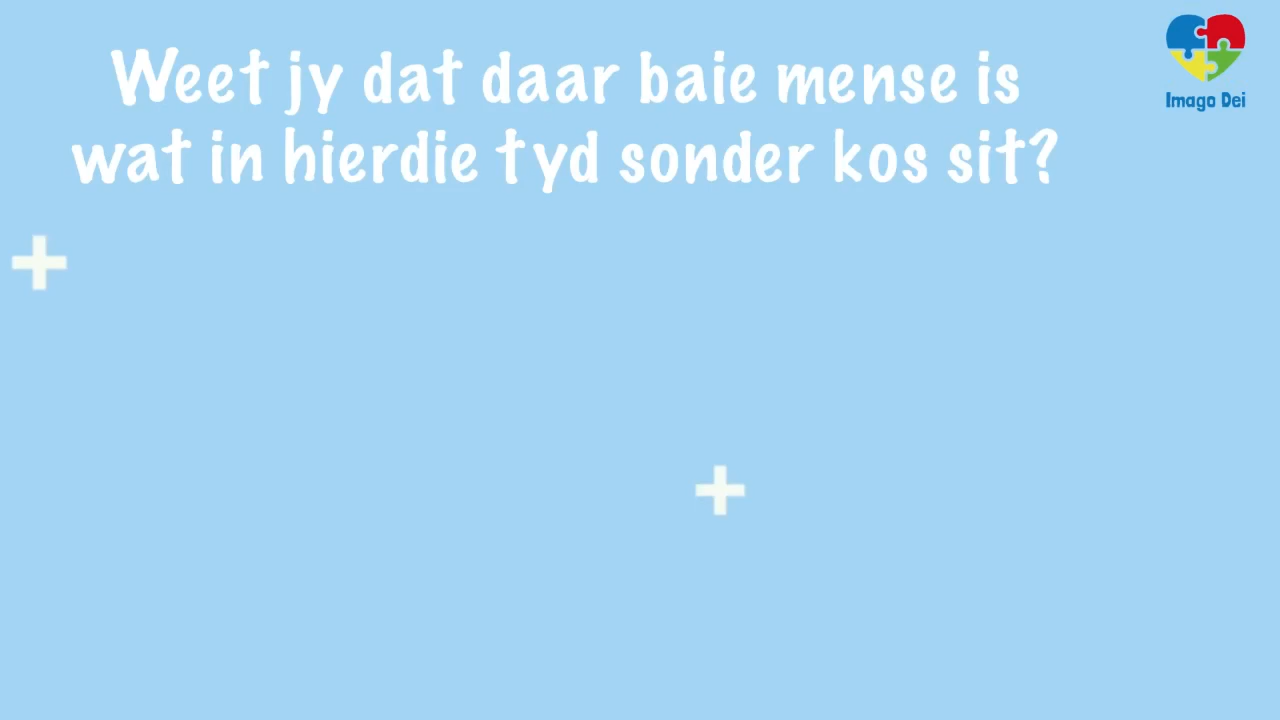 Weet jy dat daar baie mense is
wat in hierdie tyd sonder kos sit?
Imago Dei